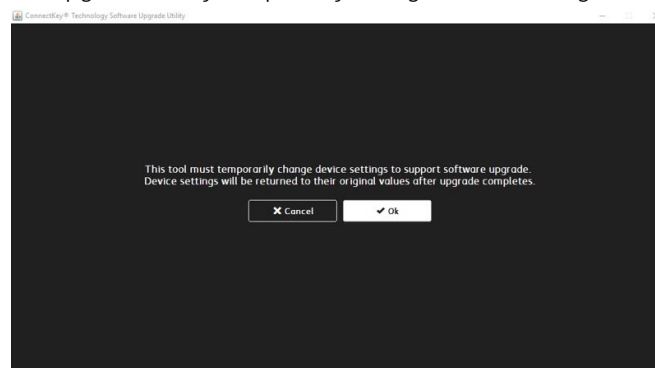 ConnectKey® Technology Software Upgrade Utility
This tool must temporarily change device settings to support software upgrade.
Device settings will be returned to their original values after upgrade completes.
Cancel
Ok